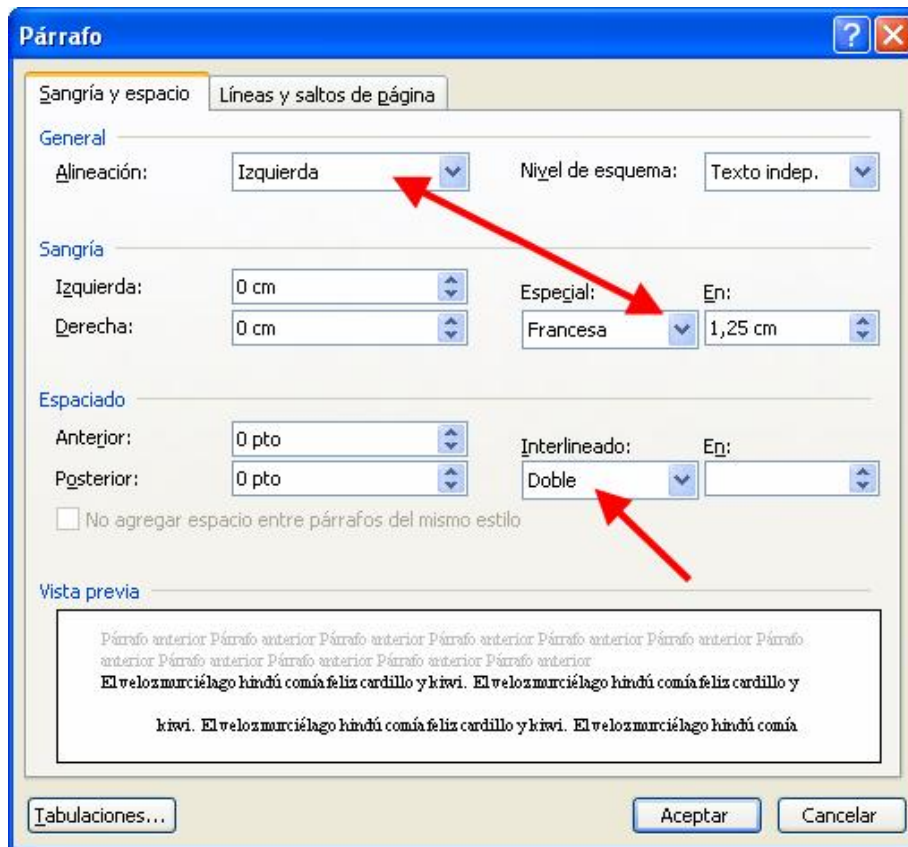 Párrafo
Sangría y espacio Líneas y saltos de página
General
Alineación: Izquierda Nivel de esquema: Texto indep.
Sangría
Izquierda: 0 cm Especial: En:
Derecha: 0 cm Francesa 1,25 cm
Espaciado
Anterior: 0 pto Interlineado: En:
Posterior: 0 pto Doble
No agregar espacio entre párrafos del mismo estilo
Vista previa
Párrafo anterior Párrafo anterior Párrafo anterior Párrafo anterior Párrafo anterior Párrafo anterior Párrafo
anterior Párrafo anterior Párrafo anterior Párrafo anterior Párrafo anterior
El veloz murciélago hindú comía feliz cardillo y kiwi. El veloz murciélago hindú comía feliz cardillo y
kiwi. El veloz murciélago hindú comía feliz cardillo y kiwi. El veloz murciélago hindú comía
Tabulaciones... Aceptar Cancelar